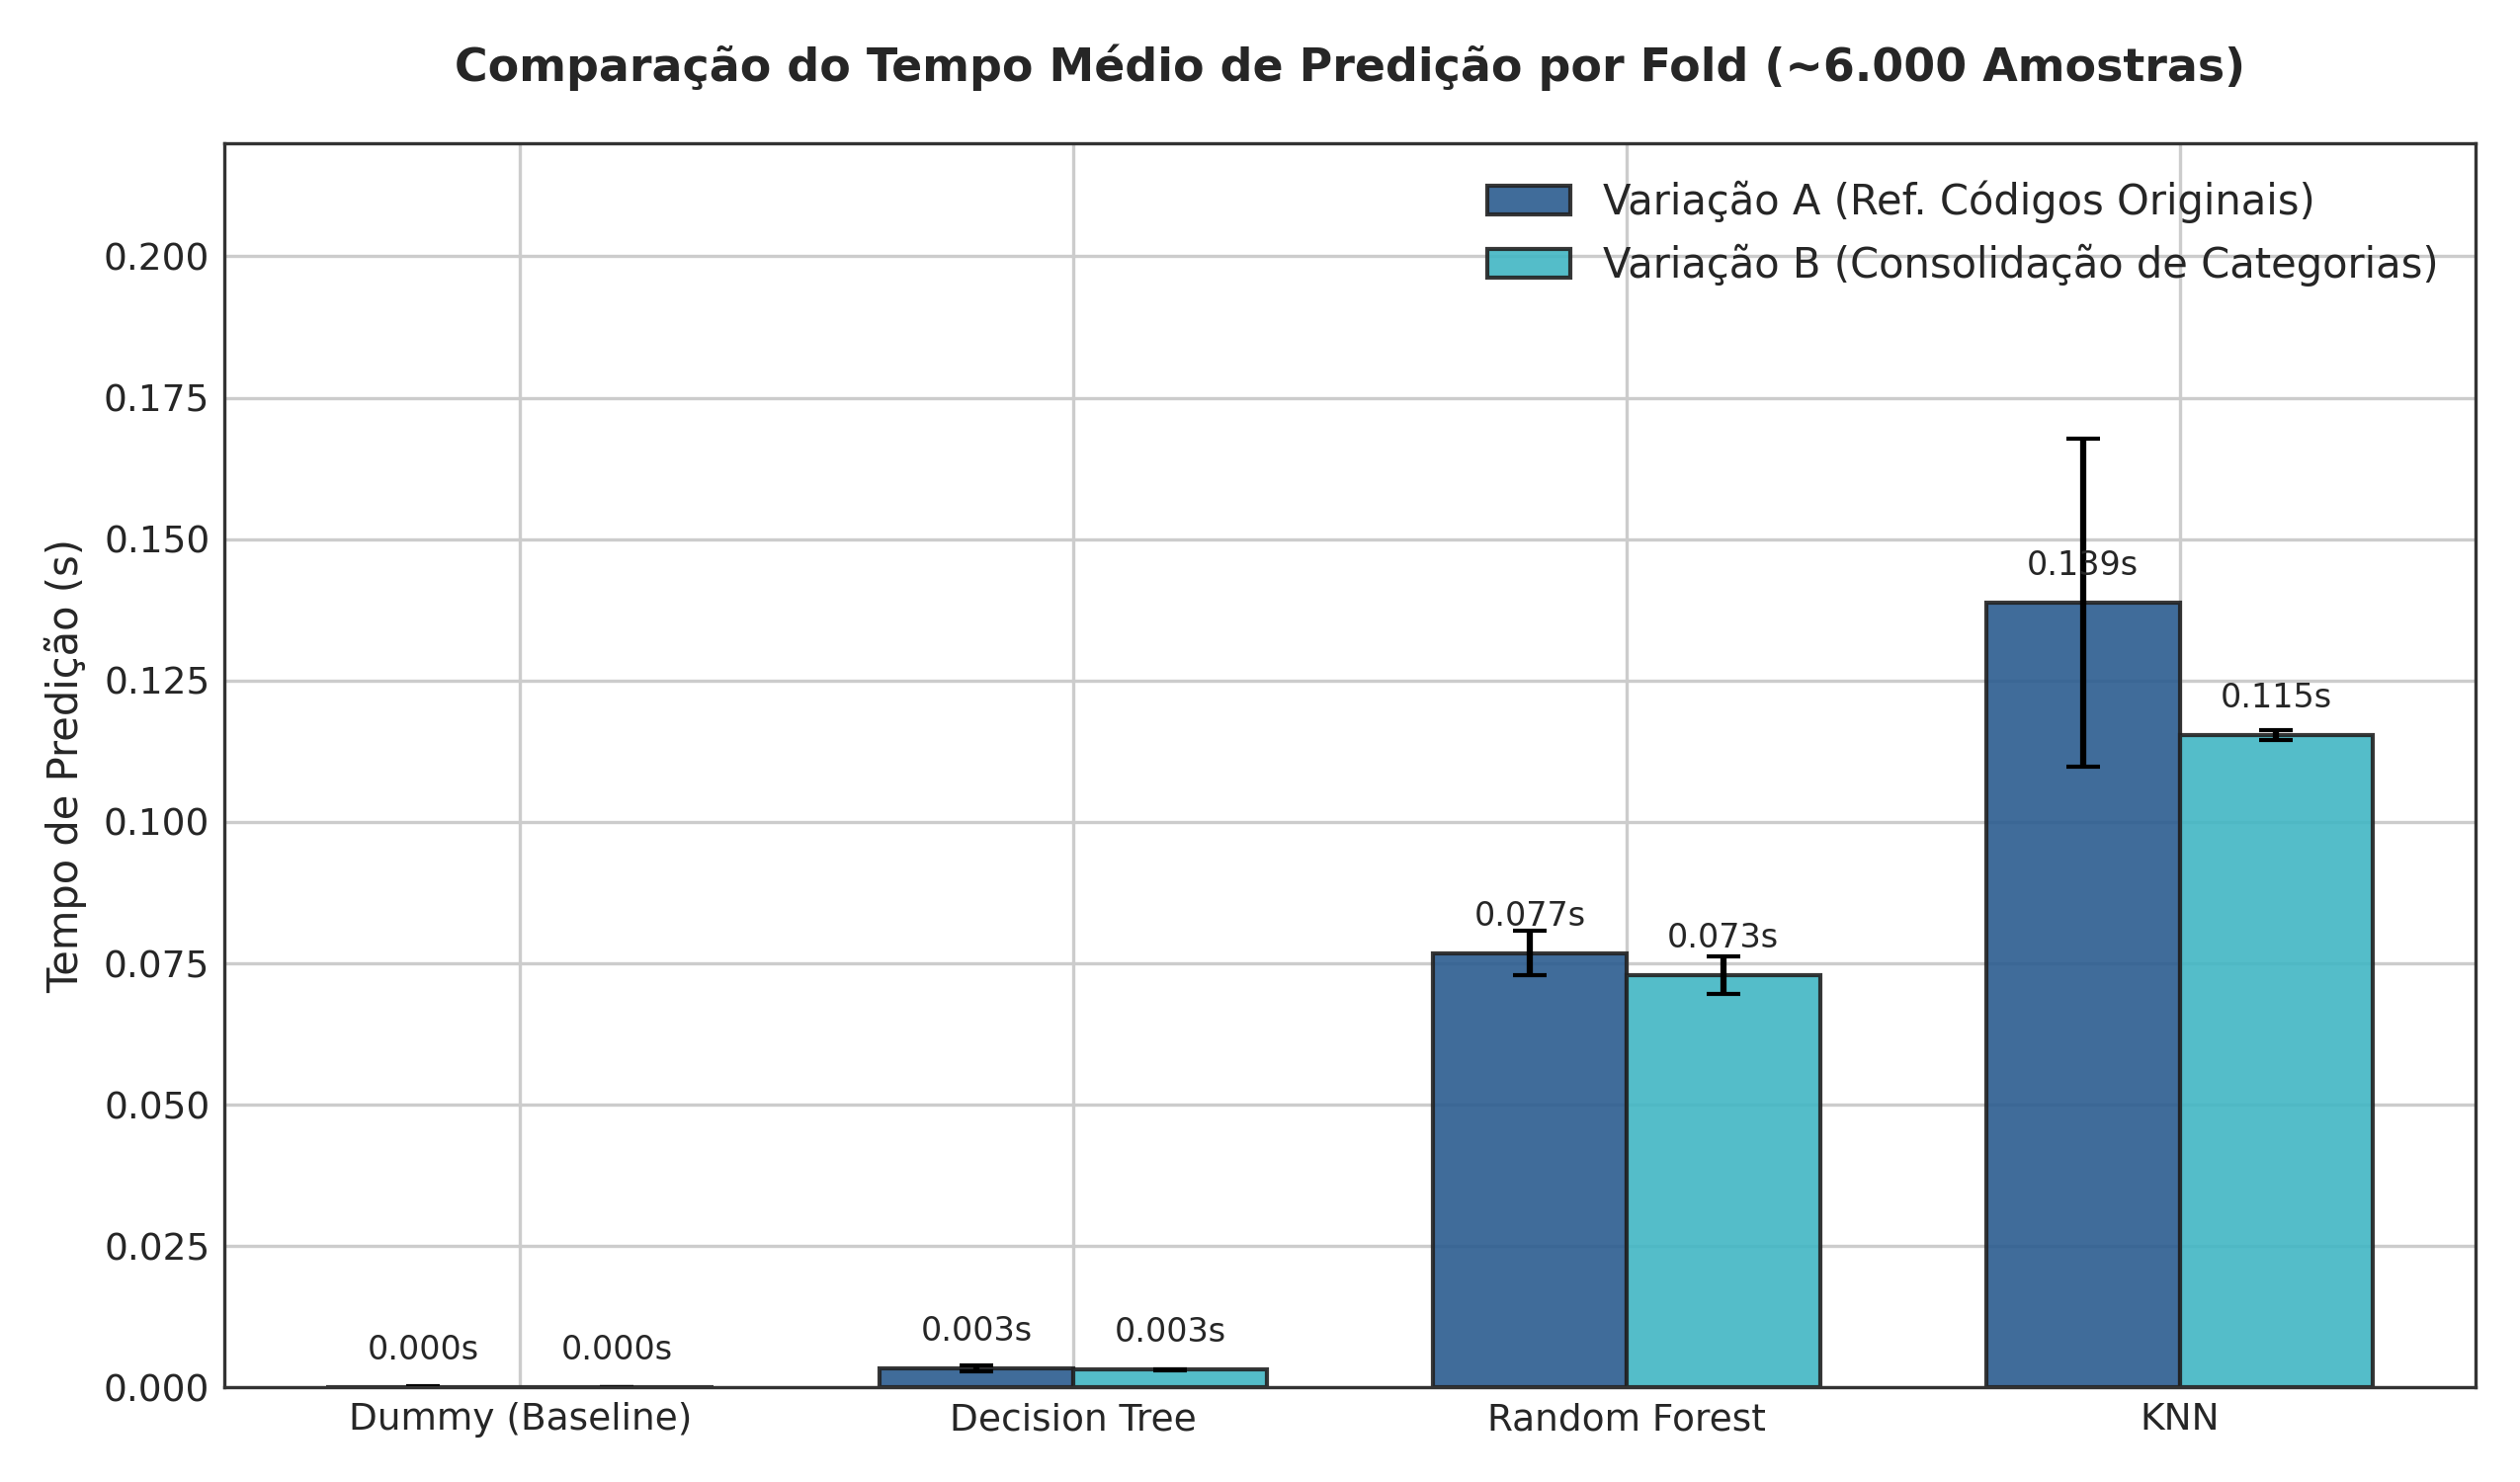 Comparação do Tempo Médio de Predição por Fold (~6.000 Amostras)
Variação A (Ref. Códigos Originais)
Variação B (Consolidação de Categorias)
Tempo de Predição (s)
0.200
0.175
0.150
0.125
0.100
0.075
0.050
0.025
0.000
0.000s
0.000s
0.003s
0.003s
0.077s
0.073s
0.139s
0.115s
Dummy (Baseline)
Decision Tree
Random Forest
KNN